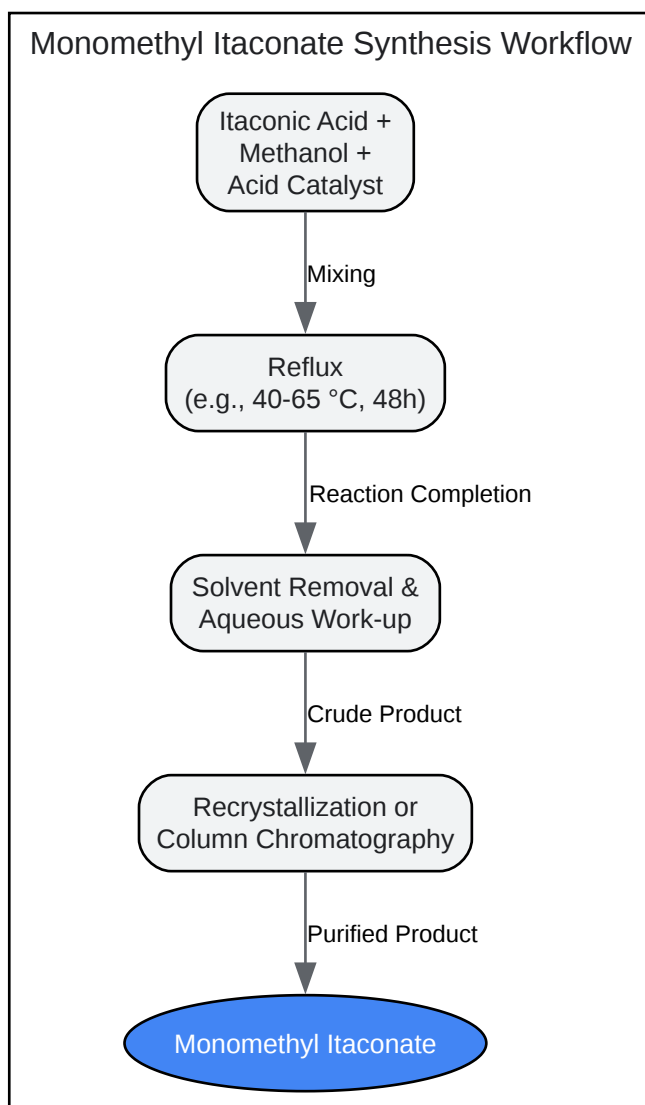 Monomethyl Itaconate Synthesis Workflow
Itaconic Acid +
Methanol +
Acid Catalyst
Mixing
Reflux
(e.g., 40-65 °C, 48h)
Reaction Completion
Solvent Removal &
Aqueous Work-up
Crude Product
Recrystallization or
Column Chromatography
Purified Product
Monomethyl Itaconate